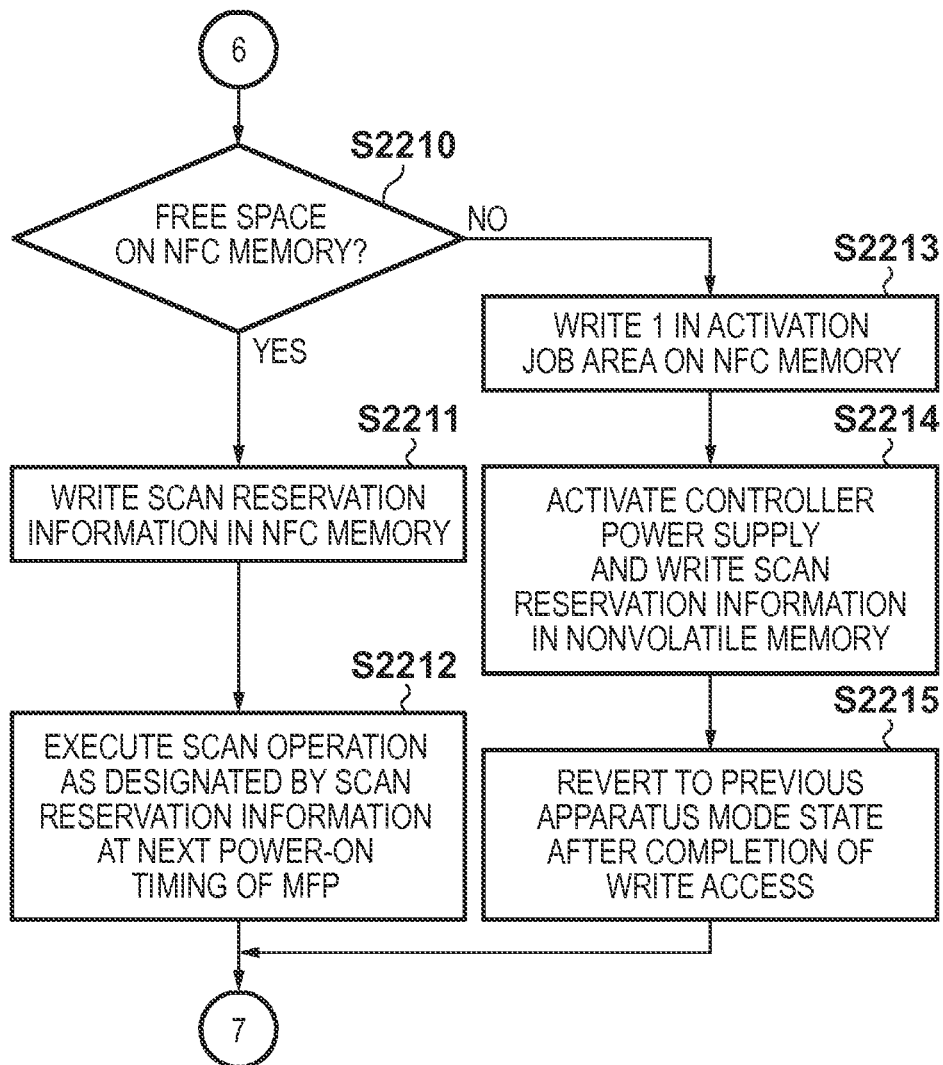 6
S2210
FREE SPACE
ON NFC MEMORY?
NO
YES
S2211
WRITE SCAN RESERVATION
INFORMATION IN NFC MEMORY
S2212
EXECUTE SCAN OPERATION
AS DESIGNATED BY SCAN
RESERVATION INFORMATION
AT NEXT POWER-ON
TIMING OF MFP
S2213
WRITE 1 IN ACTIVATION
JOB AREA ON NFC MEMORY
S2214
ACTIVATE CONTROLLER
POWER SUPPLY
AND WRITE SCAN
RESERVATION INFORMATION
IN NONVOLATILE MEMORY
S2215
REVERT TO PREVIOUS
APPARATUS MODE STATE
AFTER COMPLETION OF
WRITE ACCESS
7